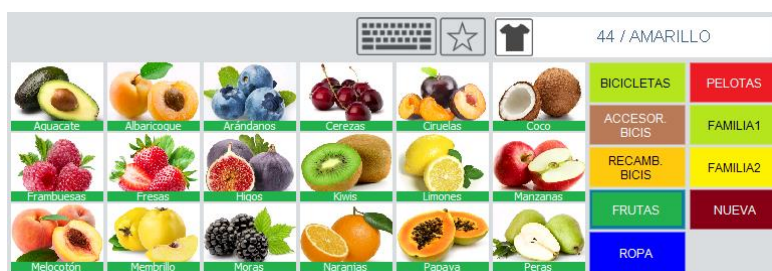 44 / AMARILLO
Aguacate
Albaricoque
Arándanos
Cerezas
Ciruelas
Coco
Frambuesas
Fresas
Higos
Kiwis
Limones
Manzanas
Melocotón
Membrillo
Moras
Naranjas
Papaya
Peras
BICICLETAS
PELOTAS
ACCESOR.
BICIS
FAMILIA1
RECAMB.
BICIS
FAMILIA2
FRUTAS
NUEVA
ROPA